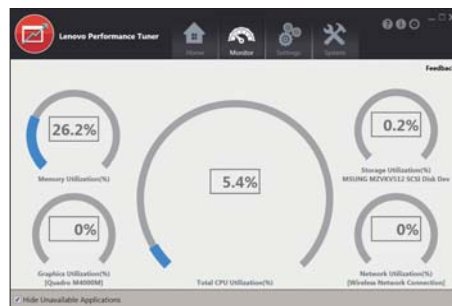 Lenovo Performance Tuner
Home
Monitor
Settings
System
Feedback
26.2%
Memory Utilization(%)
5.4%
Total CPU Utilization(%)
0.2%
Storage Utilization(%)
MSUNG MZVKV512 SCSI Disk Dev
0%
Graphics Utilization(%)
[Quadro M4000M]
0%
Network Utilization(%)
[Wireless Network Connection]
Hide Unavailable Applications